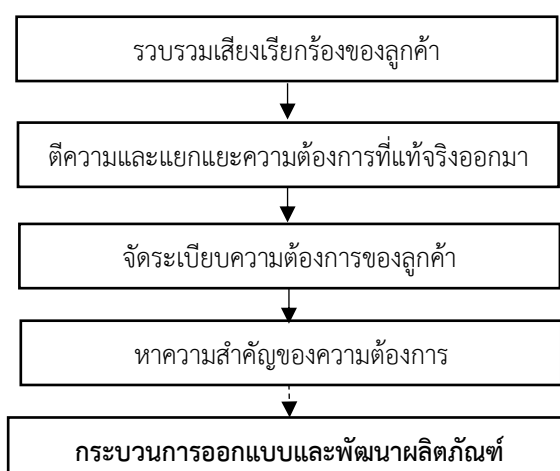 รวบรวมเสียงเรียกร้องของลูกค้า
ตีความและแยกแยะความต้องการที่แท้จริงออกมา
จัดระเบียบความต้องการของลูกค้า
หาความสำคัญของความต้องการ
กระบวนการออกแบบและพัฒนาผลิตภัณฑ์